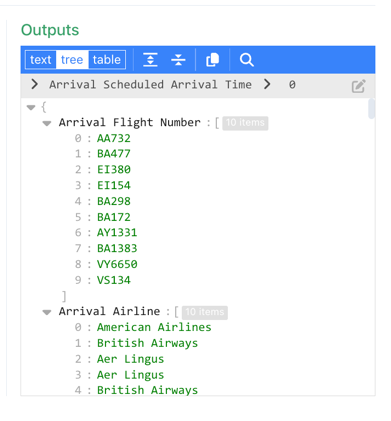 Outputs
text tree table
Arrival Scheduled Arrival Time 0
{
Arrival Flight Number : [ 10 items
0 : AA732
1 : BA477
2 : EI380
3 : EI154
4 : BA298
5 : BA172
6 : AY1331
7 : BA1383
8 : VY6650
9 : VS134
]
Arrival Airline : [ 10 items
0 : American Airlines
1 : British Airways
2 : Aer Lingus
3 : Aer Lingus
4 : British Airways